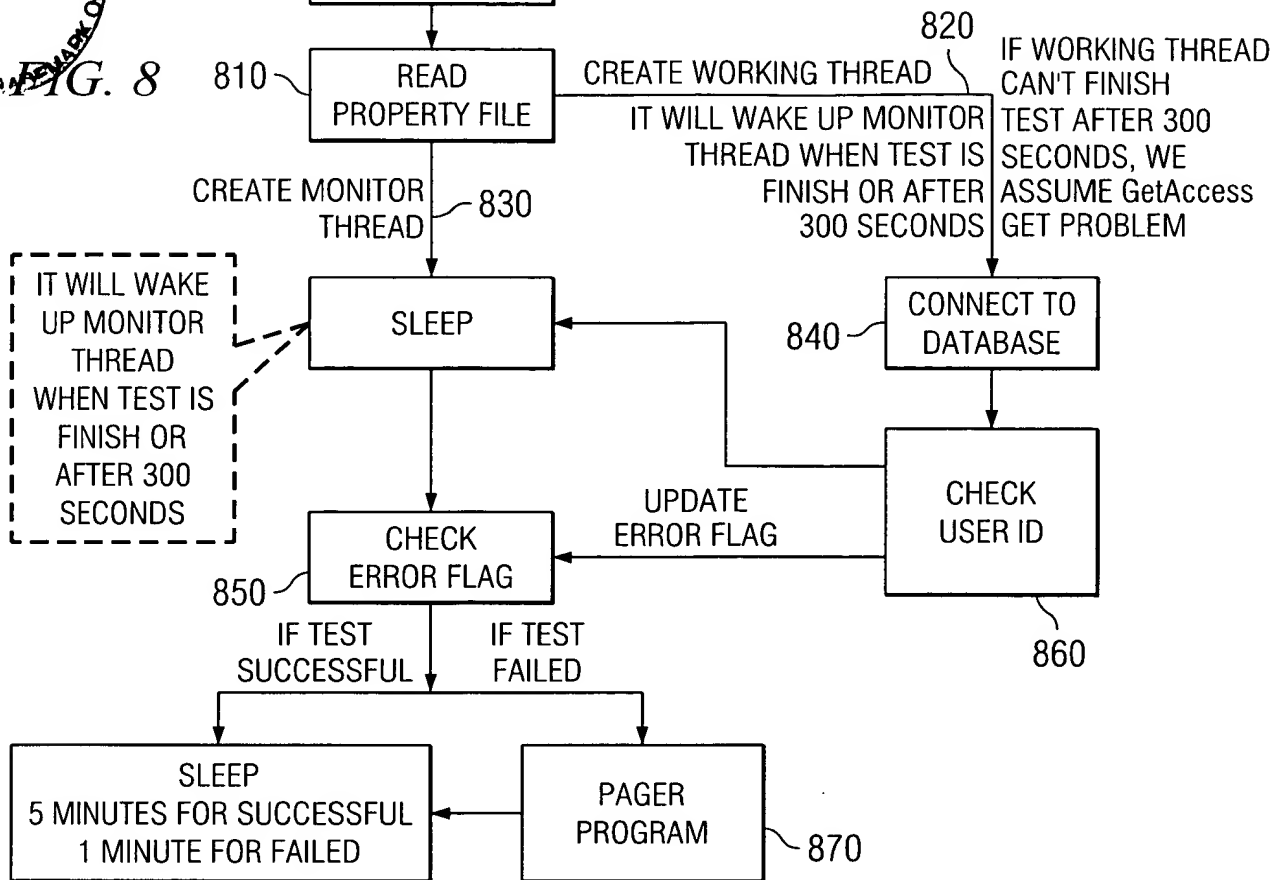 FIG. 8
810
READ
PROPERTY FILE
CREATE WORKING THREAD
820
IF WORKING THREAD
CAN'T FINISH
TEST AFTER 300
SECONDS, WE
ASSUME GetAccess
GET PROBLEM
IT WILL WAKE UP MONITOR
THREAD WHEN TEST IS
FINISH OR AFTER
300 SECONDS
CREATE MONITOR
THREAD
830
IT WILL WAKE
UP MONITOR
THREAD
WHEN TEST IS
FINISH OR
AFTER 300
SECONDS
SLEEP
840
CONNECT TO
DATABASE
CHECK
USER ID
860
UPDATE
ERROR FLAG
CHECK
ERROR FLAG
850
IF TEST
SUCCESSFUL
IF TEST
FAILED
SLEEP
5 MINUTES FOR SUCCESSFUL
1 MINUTE FOR FAILED
PAGER
PROGRAM
870